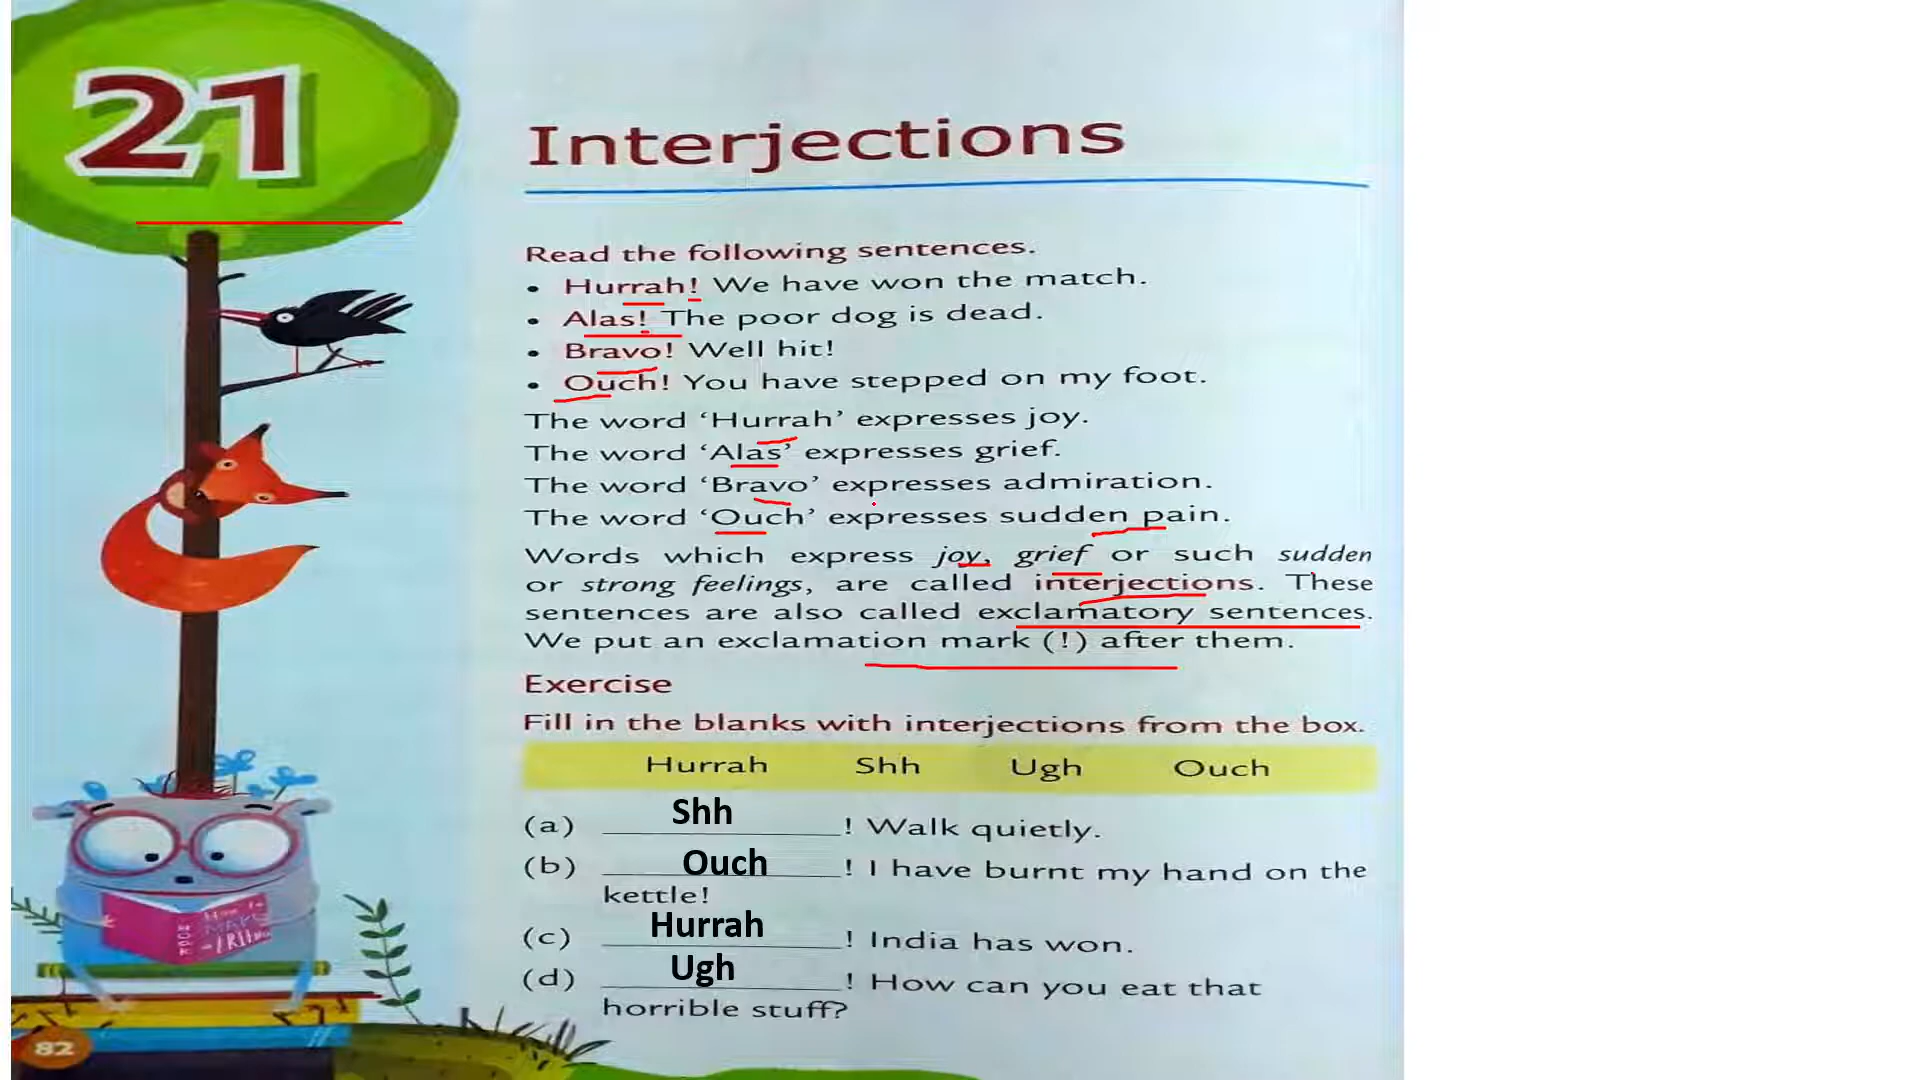 21
Interjections
Read the following sentences.
• Hurrah! We have won the match.
• Alas! The poor dog is dead.
• Bravo! Well hit!
• Ouch! You have stepped on my foot.
The word ‘Hurrah’ expresses joy.
The word ‘Alas’ expresses grief.
The word ‘Bravo’ expresses admiration.
The word ‘Ouch’ expresses sudden pain.
Words which express joy, grief or such sudden
or strong feelings, are called interjections. These
sentences are also called exclamatory sentences.
We put an exclamation mark (!) after them.
Exercise
Fill in the blanks with interjections from the box.
Hurrah Shh Ugh Ouch
(a) Shh ! Walk quietly.
(b) Ouch ! I have burnt my hand on the
kettle!
(c) Hurrah ! India has won.
(d) Ugh ! How can you eat that
horrible stuff?
82